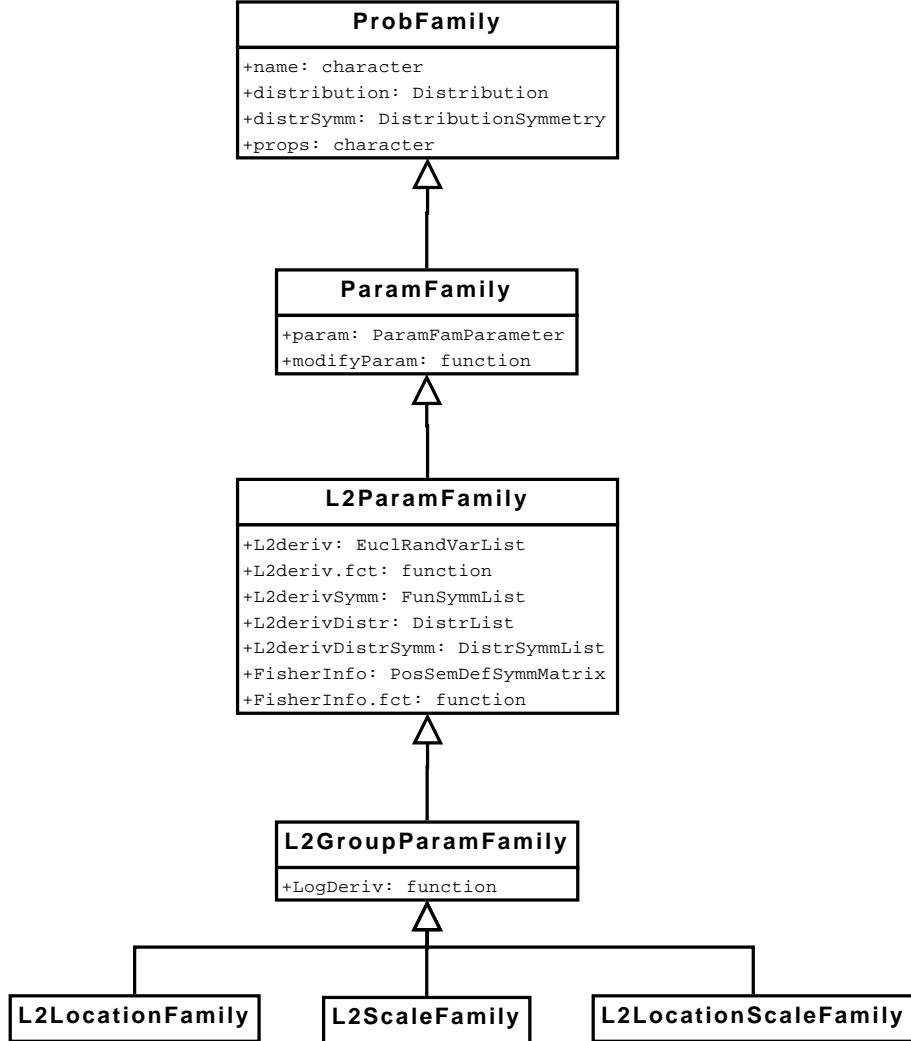 ProbFamily
+name: character
+distribution: Distribution
+distrSymm: DistributionSymmetry
+props: character
ParamFamily
+param: ParamFamParameter
+modifyParam: function
L2ParamFamily
+L2deriv: EuclRandVarList
+L2deriv.fct: function
+L2derivSymm: FunSymmList
+L2derivDistr: DistrList
+L2derivDistrSymm: DistrSymmList
+FisherInfo: PosSemDefSymmMatrix
+FisherInfo.fct: function
L2GroupParamFamily
+LogDeriv: function
L2LocationFamily
L2ScaleFamily
L2LocationScaleFamily